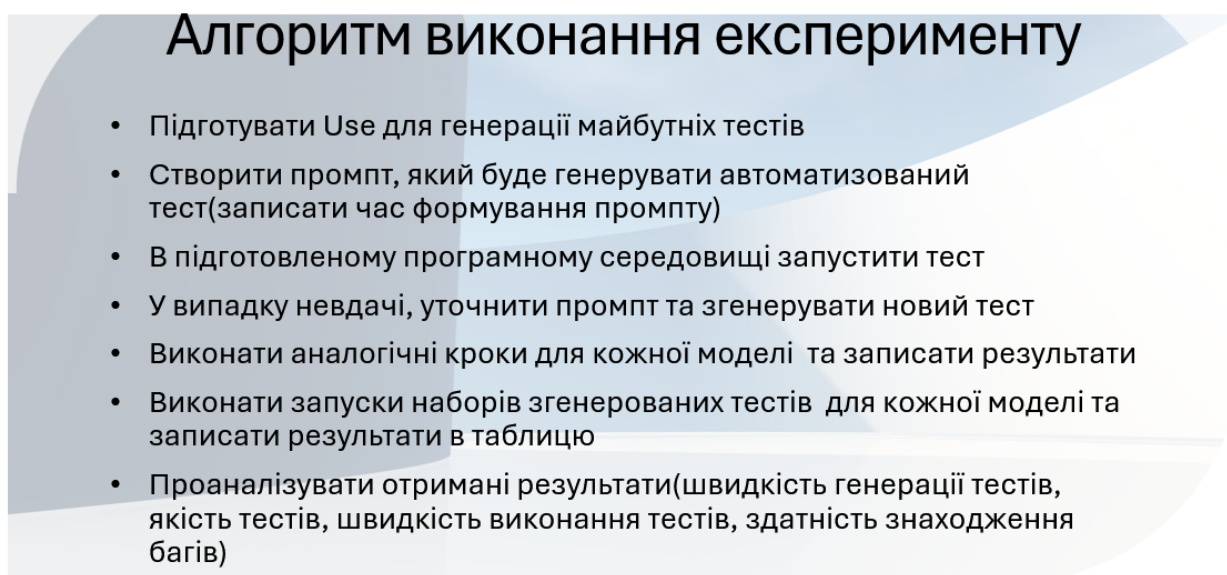 Алгоритм виконання експерименту
• Підготувати Use для генерації майбутніх тестів
• Створити промпт, який буде генерувати автоматизований
тест(записати час формування промпту)
• В підготовленому програмному середовищі запустити тест
• У випадку невдачі, уточнити промпт та згенерувати новий тест
• Виконати аналогічні кроки для кожної моделі та записати результати
• Виконати запуски наборів згенерованих тестів для кожної моделі та
записати результати в таблицю
• Проаналізувати отримані результати(швидкість генерації тестів,
якість тестів, швидкість виконання тестів, здатність знаходження
багів)